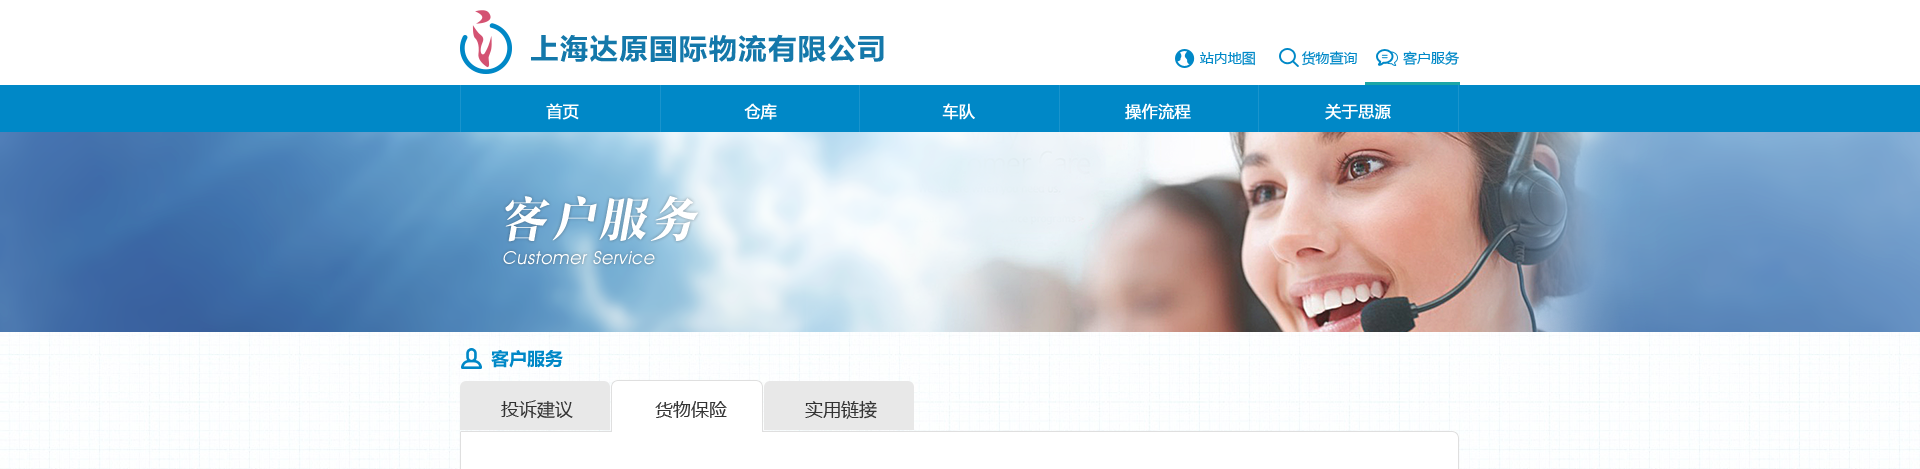 上海达原国际物流有限公司
站内地图 货物查询 客户服务
首页 仓库 车队 操作流程 关于思源
客户服务
Customer Service
客户服务
投诉建议 货物保险 实用链接